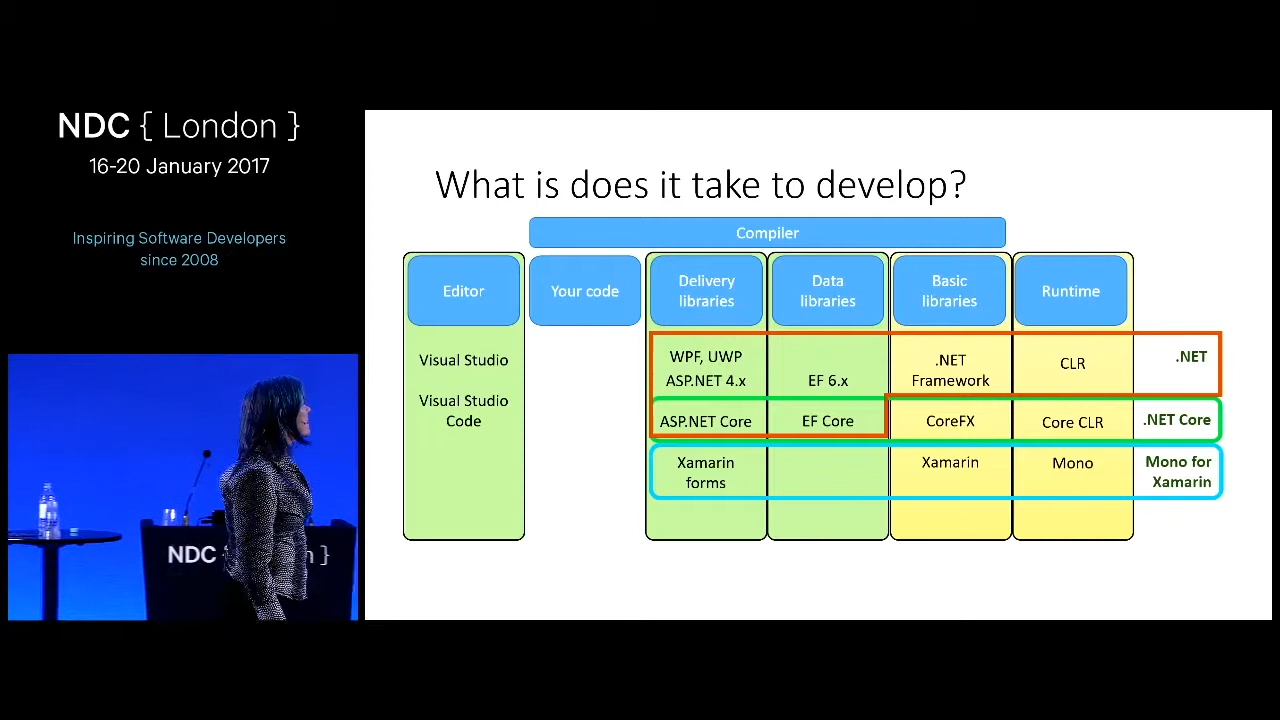 NDC { London }
16-20 January 2017
Inspiring Software Developers
since 2008
NDC { n }
What is does it take to develop?
Compiler
Editor
Your code
Delivery
libraries
Data
libraries
Basic
libraries
Runtime
Visual Studio
Visual Studio
Code
WPF, UWP
ASP.NET 4.x
EF 6.x
.NET
Framework
CLR
.NET
ASP.NET Core
EF Core
CoreFX
Core CLR
.NET Core
Xamarin
forms
Xamarin
Mono
Mono for
Xamarin